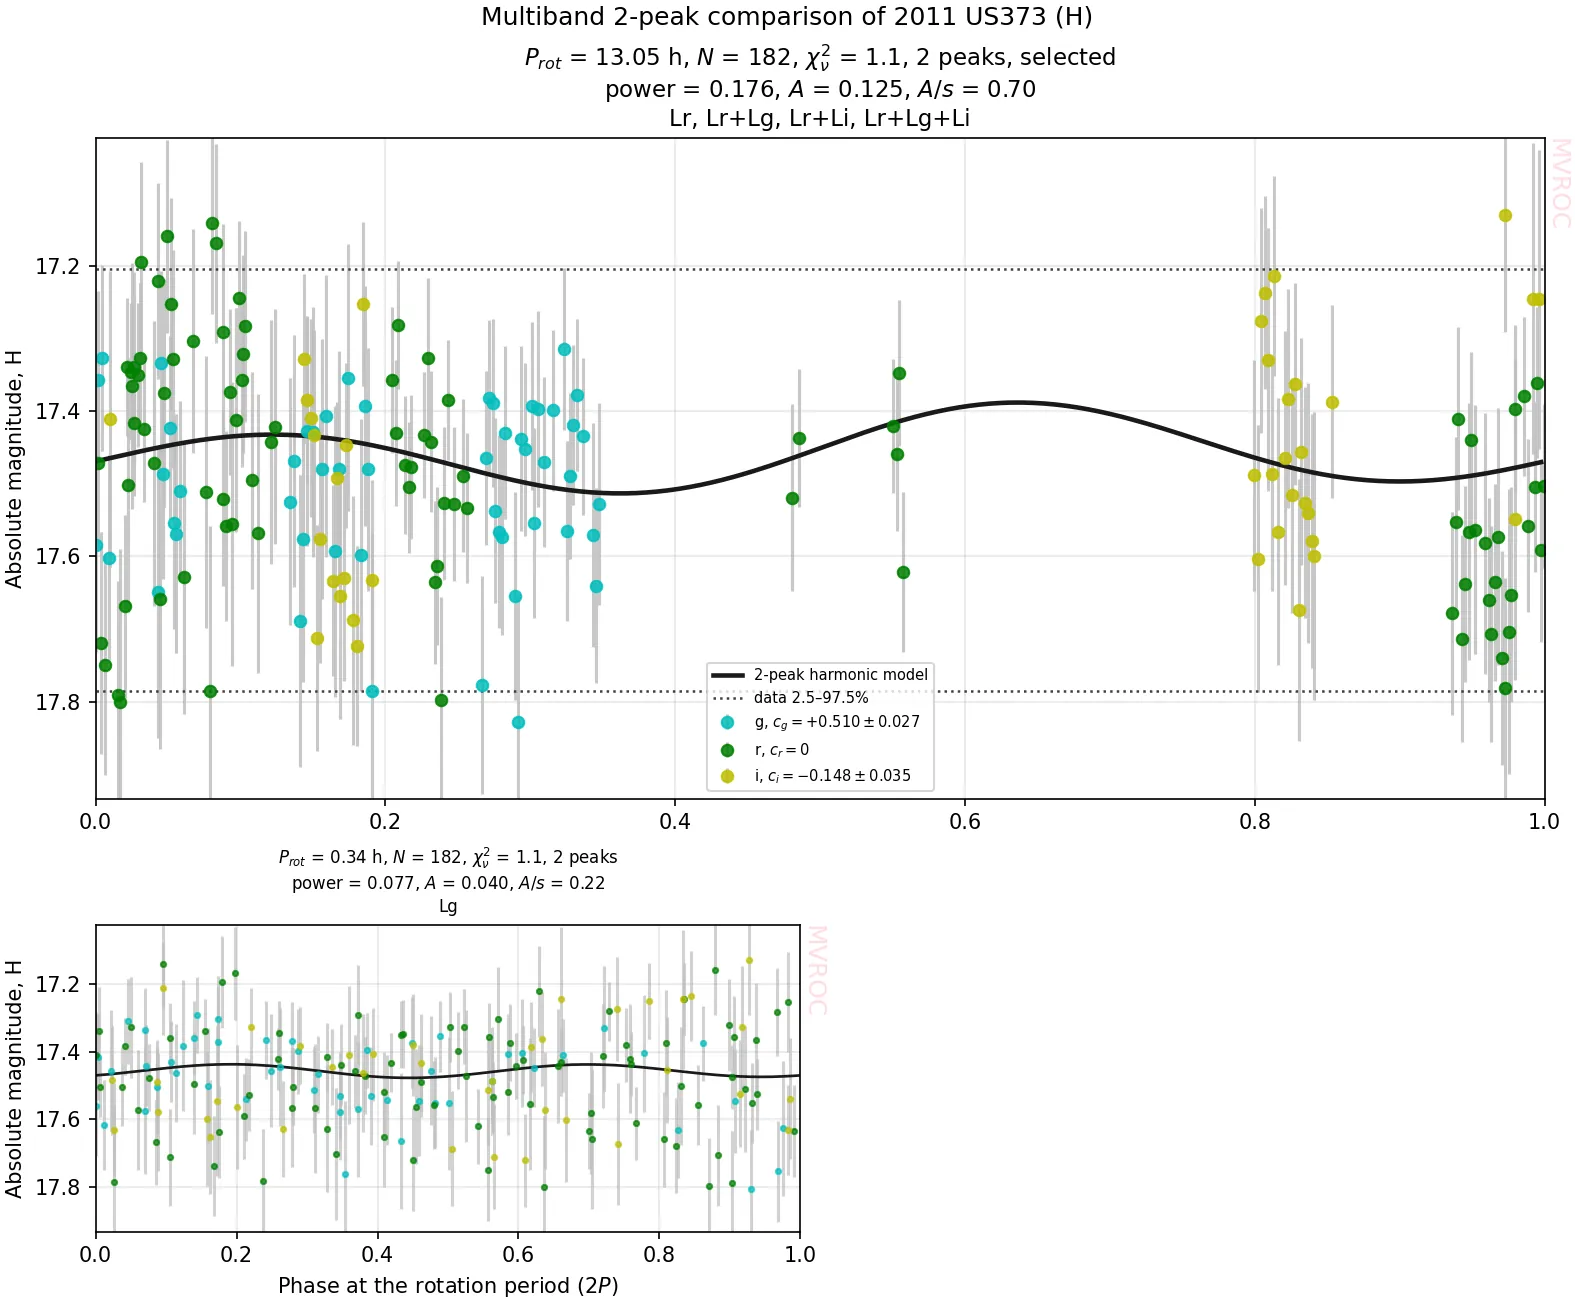 Multiband 2-peak comparison of 2011 US373 (H)
P_rot = 13.05 h, N = 182, χ²_ν = 1.1, 2 peaks, selected
power = 0.176, A = 0.125, A/s = 0.70
Lr, Lr+Lg, Lr+Li, Lr+Lg+Li
MVROC
Absolute magnitude, H
17.2
17.4
17.6
17.8
2-peak harmonic model
data 2.5–97.5%
g, c_g = +0.510 ± 0.027
r, c_r = 0
i, c_i = −0.148 ± 0.035
0.0 0.2 0.4 0.6 0.8 1.0
P_rot = 0.34 h, N = 182, χ²_ν = 1.1, 2 peaks
power = 0.077, A = 0.040, A/s = 0.22
Lg
MVROC
Absolute magnitude, H
17.2
17.4
17.6
17.8
0.0 0.2 0.4 0.6 0.8 1.0
Phase at the rotation period (2P)